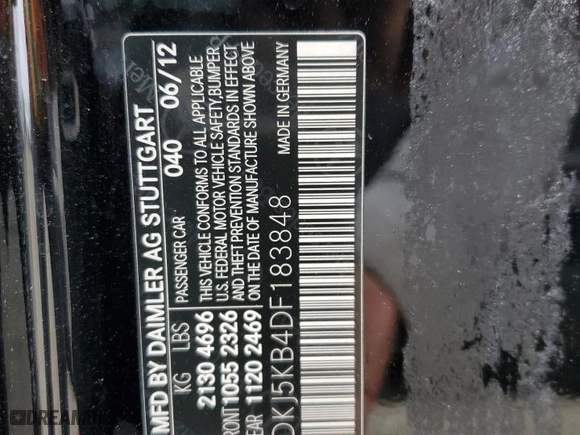 MFD BY DAIMLER AG STUTTGART
KG LBS PASSENGER CAR 040 06/12
2130 4696
FRONT 1055 2326
REAR 1120 2469
THIS VEHICLE CONFORMS TO ALL APPLICABLE
U.S. FEDERAL MOTOR VEHICLE SAFETY, BUMPER
AND THEFT PREVENTION STANDARDS IN EFFECT
ON THE DATE OF MANUFACTURE SHOWN ABOVE
DKJ5KB4DF183848 MADE IN GERMANY